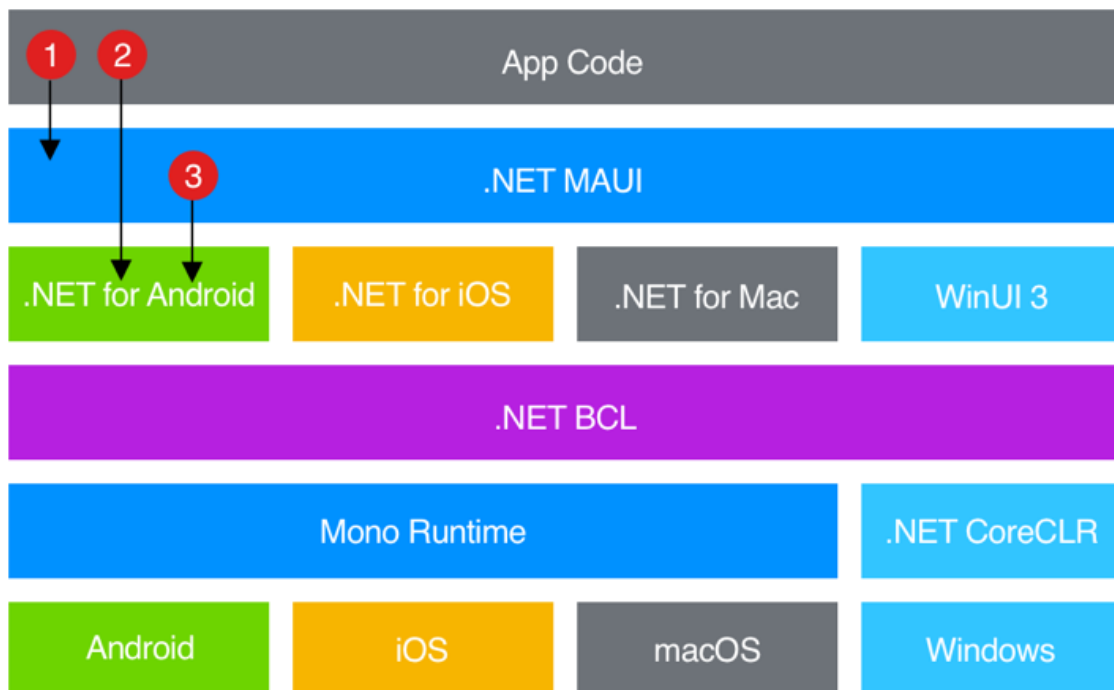 1 2
App Code
3
.NET MAUI
.NET for Android
.NET for iOS
.NET for Mac
WinUI 3
.NET BCL
Mono Runtime
.NET CoreCLR
Android
iOS
macOS
Windows